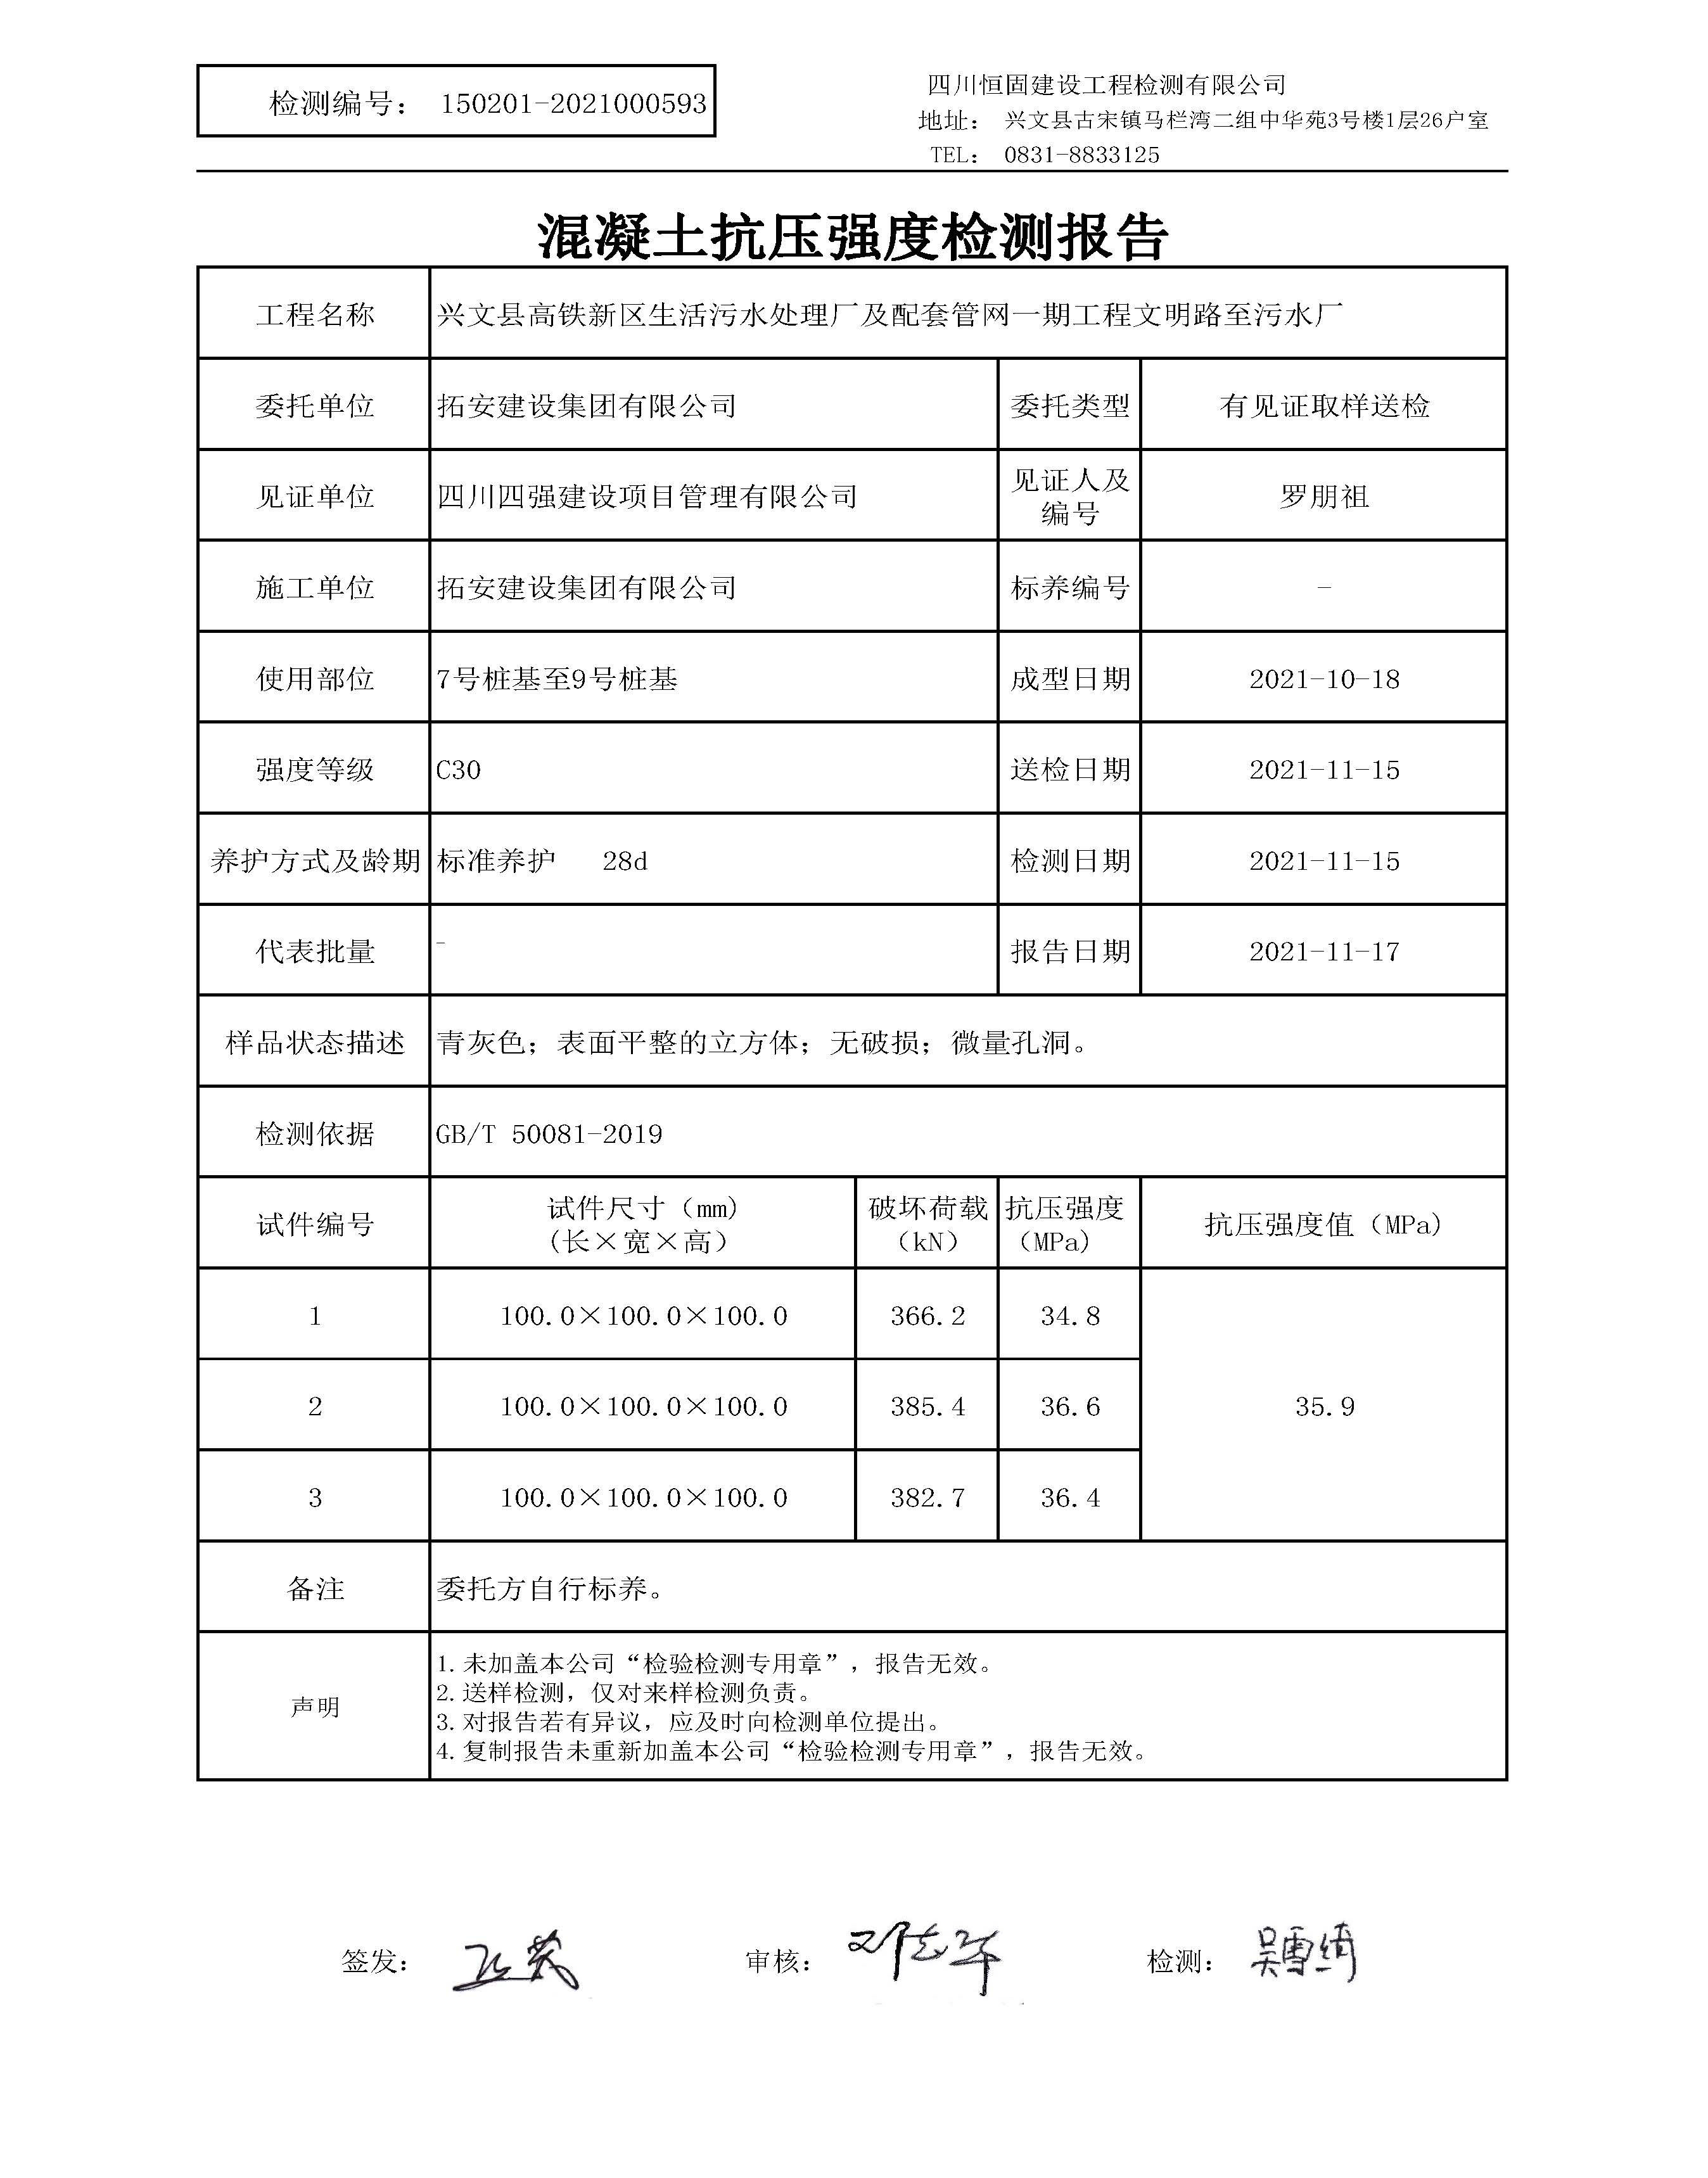 检测编号： 150201-2021000593
四川恒固建设工程检测有限公司
地址： 兴文县古宋镇马栏湾二组中华苑3号楼1层26户室
TEL： 0831-8833125
混凝土抗压强度检测报告
工程名称 兴文县高铁新区生活污水处理厂及配套管网一期工程文明路至污水厂
委托单位 拓安建设集团有限公司 委托类型 有见证取样送检
见证单位 四川四强建设项目管理有限公司 见证人及
编号 罗朋祖
施工单位 拓安建设集团有限公司 标养编号 -
使用部位 7号桩基至9号桩基 成型日期 2021-10-18
强度等级 C30 送检日期 2021-11-15
养护方式及龄期 标准养护 28d 检测日期 2021-11-15
代表批量 - 报告日期 2021-11-17
样品状态描述 青灰色；表面平整的立方体；无破损；微量孔洞。
检测依据 GB/T 50081-2019
试件编号 试件尺寸（mm)
(长×宽×高） 破坏荷载
（kN） 抗压强度
（MPa) 抗压强度值（MPa)
1 100.0×100.0×100.0 366.2 34.8
2 100.0×100.0×100.0 385.4 36.6 35.9
3 100.0×100.0×100.0 382.7 36.4
备注 委托方自行标养。
声明
1.未加盖本公司“检验检测专用章”，报告无效。
2.送样检测，仅对来样检测负责。
3.对报告若有异议，应及时向检测单位提出。
4.复制报告未重新加盖本公司“检验检测专用章”，报告无效。
签发： 审核： 检测： 吴雪绮